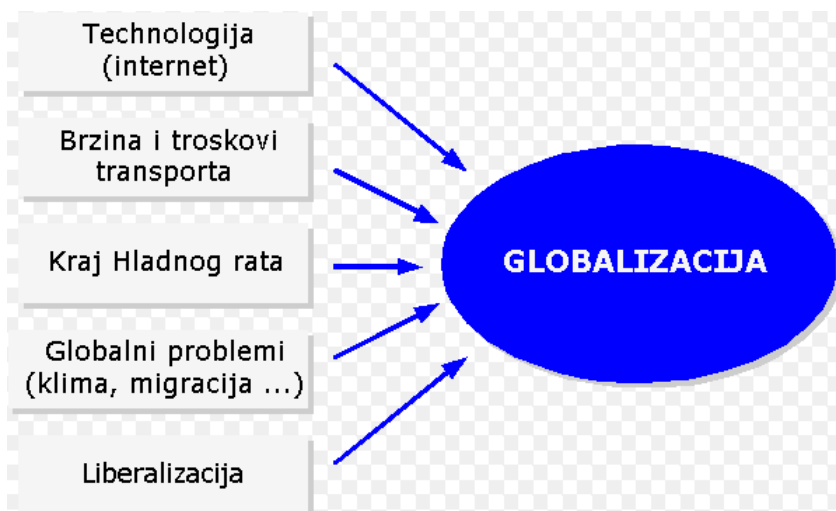 Technologija
(internet)
Brzina i troskovi
transporta
Kraj Hladnog rata
Globalni problemi
(klima, migracija ...)
Liberalizacija
GLOBALIZACIJA